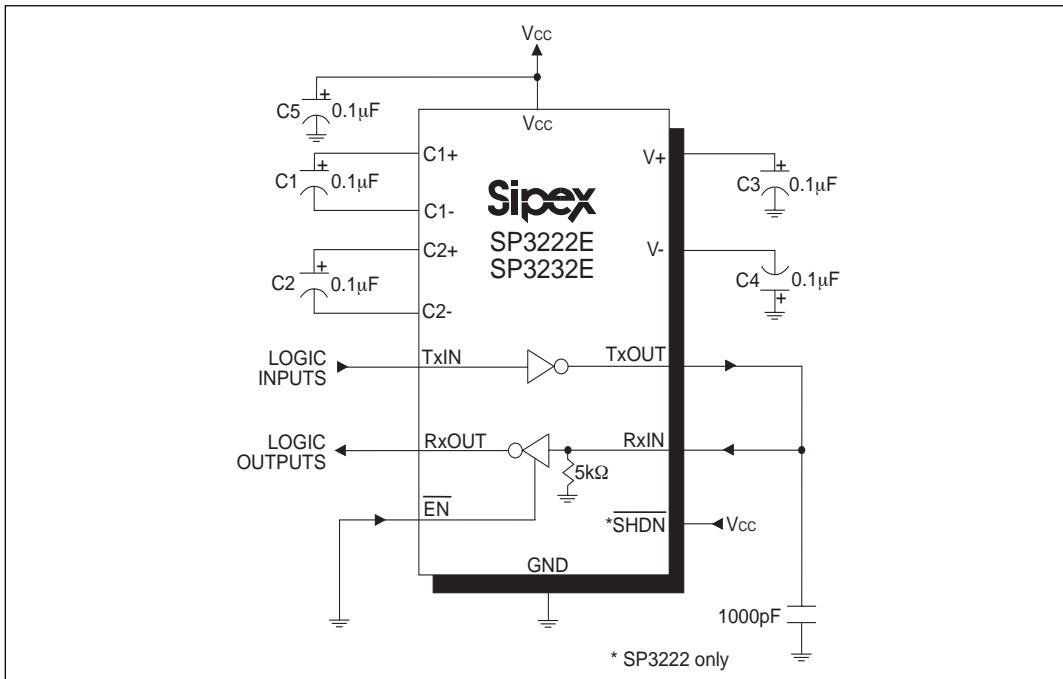 Vcc
C5
+
0.1μF
Vcc
C1+
V+
C1
+
0.1μF
C3
+
0.1μF
C1-
Sipex
SP3222E
SP3232E
C2+
V-
C2
+
0.1μF
C4
+
0.1μF
C2-
LOGIC
INPUTS
TxIN
TxOUT
LOGIC
OUTPUTS
RxOUT
RxIN
5kΩ
EN
*SHDN
Vcc
GND
1000pF
* SP3222 only